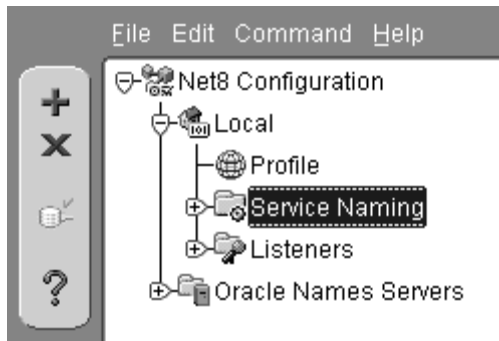 File Edit Command Help
Net8 Configuration
Local
Profile
Service Naming
Listeners
Oracle Names Servers